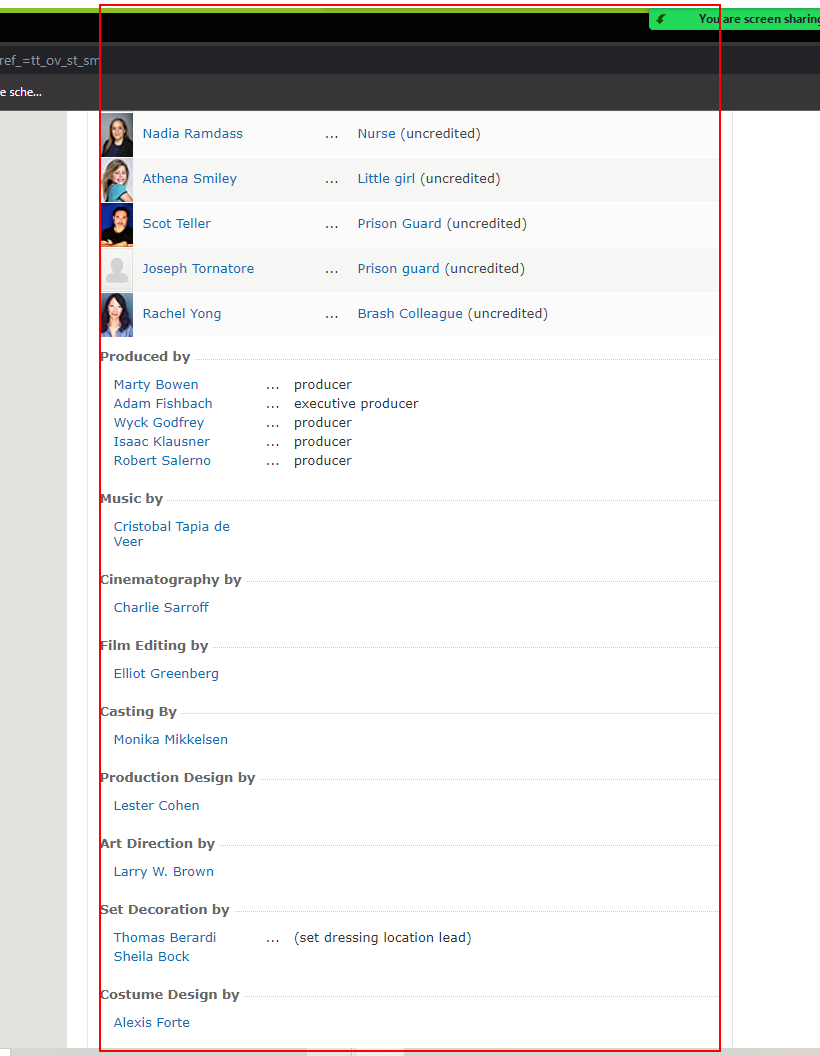 You are screen sharing
ref_=tt_ov_st_sm
e sche...
Nadia Ramdass ... Nurse (uncredited)
Athena Smiley ... Little girl (uncredited)
Scot Teller ... Prison Guard (uncredited)
Joseph Tornatore ... Prison guard (uncredited)
Rachel Yong ... Brash Colleague (uncredited)
Produced by
Marty Bowen ... producer
Adam Fishbach ... executive producer
Wyck Godfrey ... producer
Isaac Klausner ... producer
Robert Salerno ... producer
Music by
Cristobal Tapia de
Veer
Cinematography by
Charlie Sarroff
Film Editing by
Elliot Greenberg
Casting By
Monika Mikkelsen
Production Design by
Lester Cohen
Art Direction by
Larry W. Brown
Set Decoration by
Thomas Berardi ... (set dressing location lead)
Sheila Bock
Costume Design by
Alexis Forte